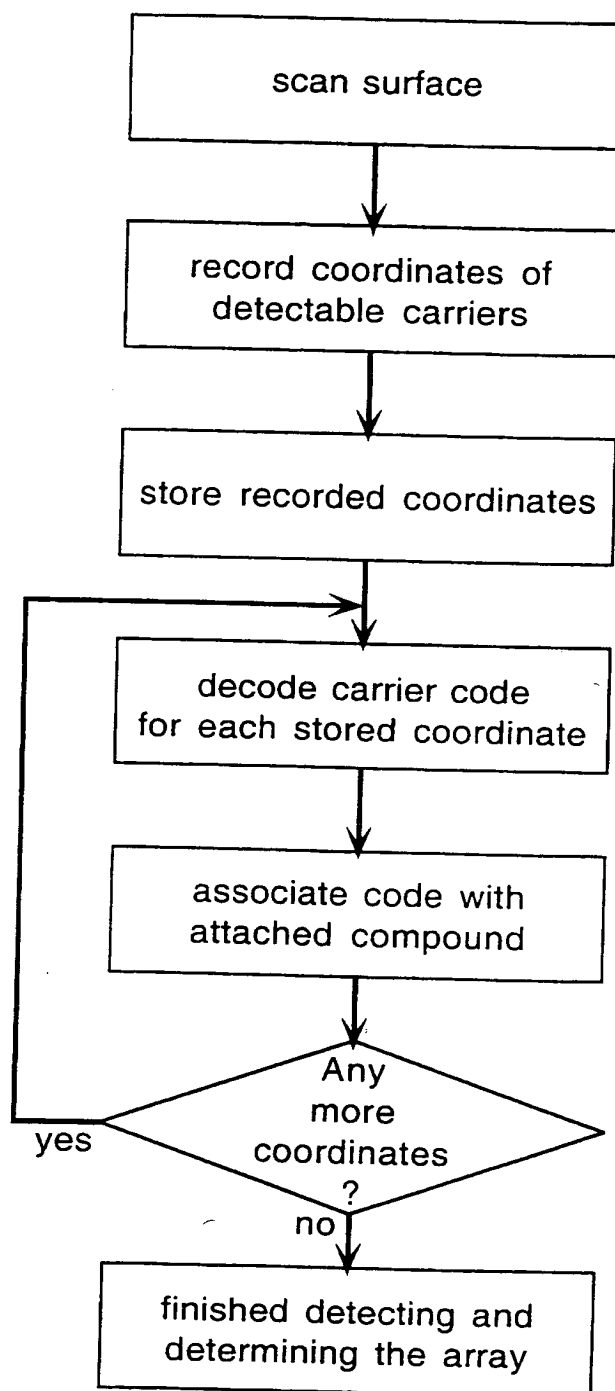 scan surface
record coordinates of
detectable carriers
store recorded coordinates
decode carrier code
for each stored coordinate
associate code with
attached compound
Any
more
coordinates
?
yes
no
finished detecting and
determining the array